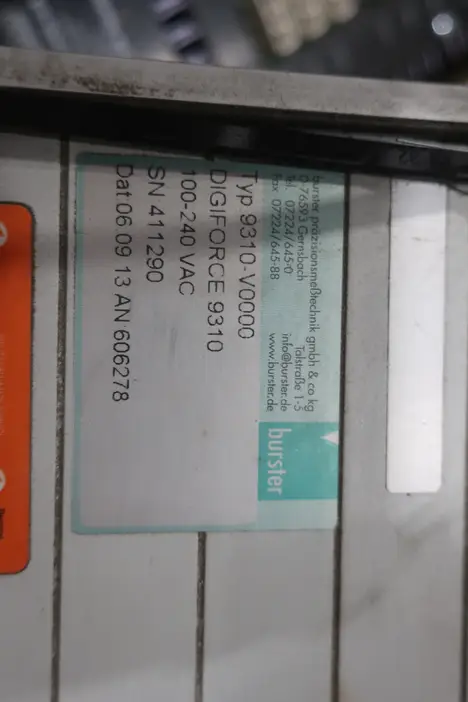 burster präzisionsmeßtechnik gmbh & co kg
D-76593 Gernsbach Talstraße 1-5
Tel. 07224/645-0 info@burster.de
Fax 07224/645-88 www.burster.de
burster
Typ 9310-V0000
DIGIFORCE 9310
100-240 VAC
SN 411290
Dat 06 09 13 AN 606278